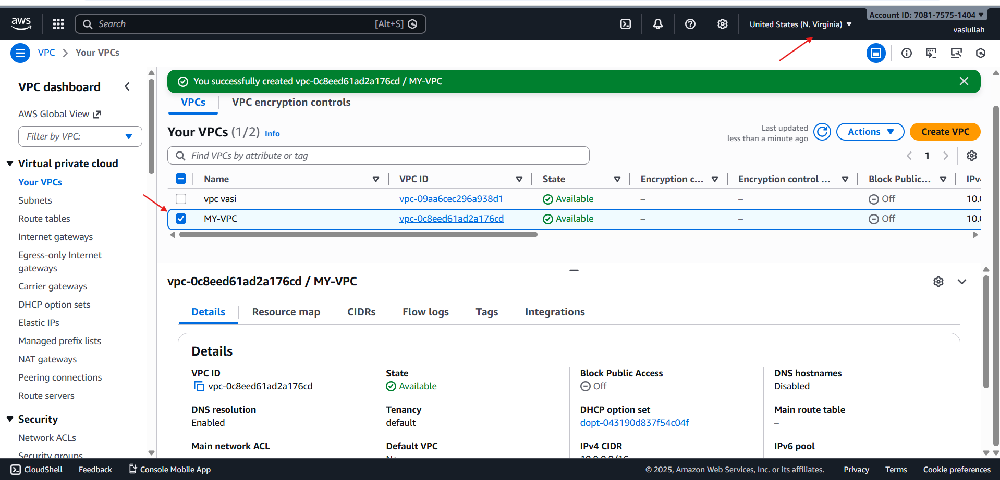 aws
Search
[Alt+S]
United States (N. Virginia)
Account ID: 7081-7575-1404
vasiullah
VPC
Your VPCs
VPC dashboard
AWS Global View
Filter by VPC:
Virtual private cloud
Your VPCs
Subnets
Route tables
Internet gateways
Egress-only Internet
gateways
Carrier gateways
DHCP option sets
Elastic IPs
Managed prefix lists
NAT gateways
Peering connections
Route servers
Security
Network ACLs
Security groups
You successfully created vpc-0c8eed61ad2a176cd / MY-VPC
VPCs
VPC encryption controls
Your VPCs (1/2) Info
Last updated
less than a minute ago
Actions
Create VPC
Find VPCs by attribute or tag
1
Name VPC ID State Encryption c... Encryption control ... Block Public...
vpc vasi vpc-09aa6cec296a938d1 Available – – Off
MY-VPC vpc-0c8eed61ad2a176cd Available – – Off
vpc-0c8eed61ad2a176cd / MY-VPC
Details Resource map CIDRs Flow logs Tags Integrations
Details
VPC ID State Block Public Access DNS hostnames
vpc-0c8eed61ad2a176cd Available Off Disabled
DNS resolution Tenancy DHCP option set Main route table
Enabled default dopt-043190d837f54c04f –
Main network ACL Default VPC IPv4 CIDR IPv6 pool
CloudShell Feedback Console Mobile App © 2025, Amazon Web Services, Inc. or its affiliates. Privacy Terms Cookie preferences